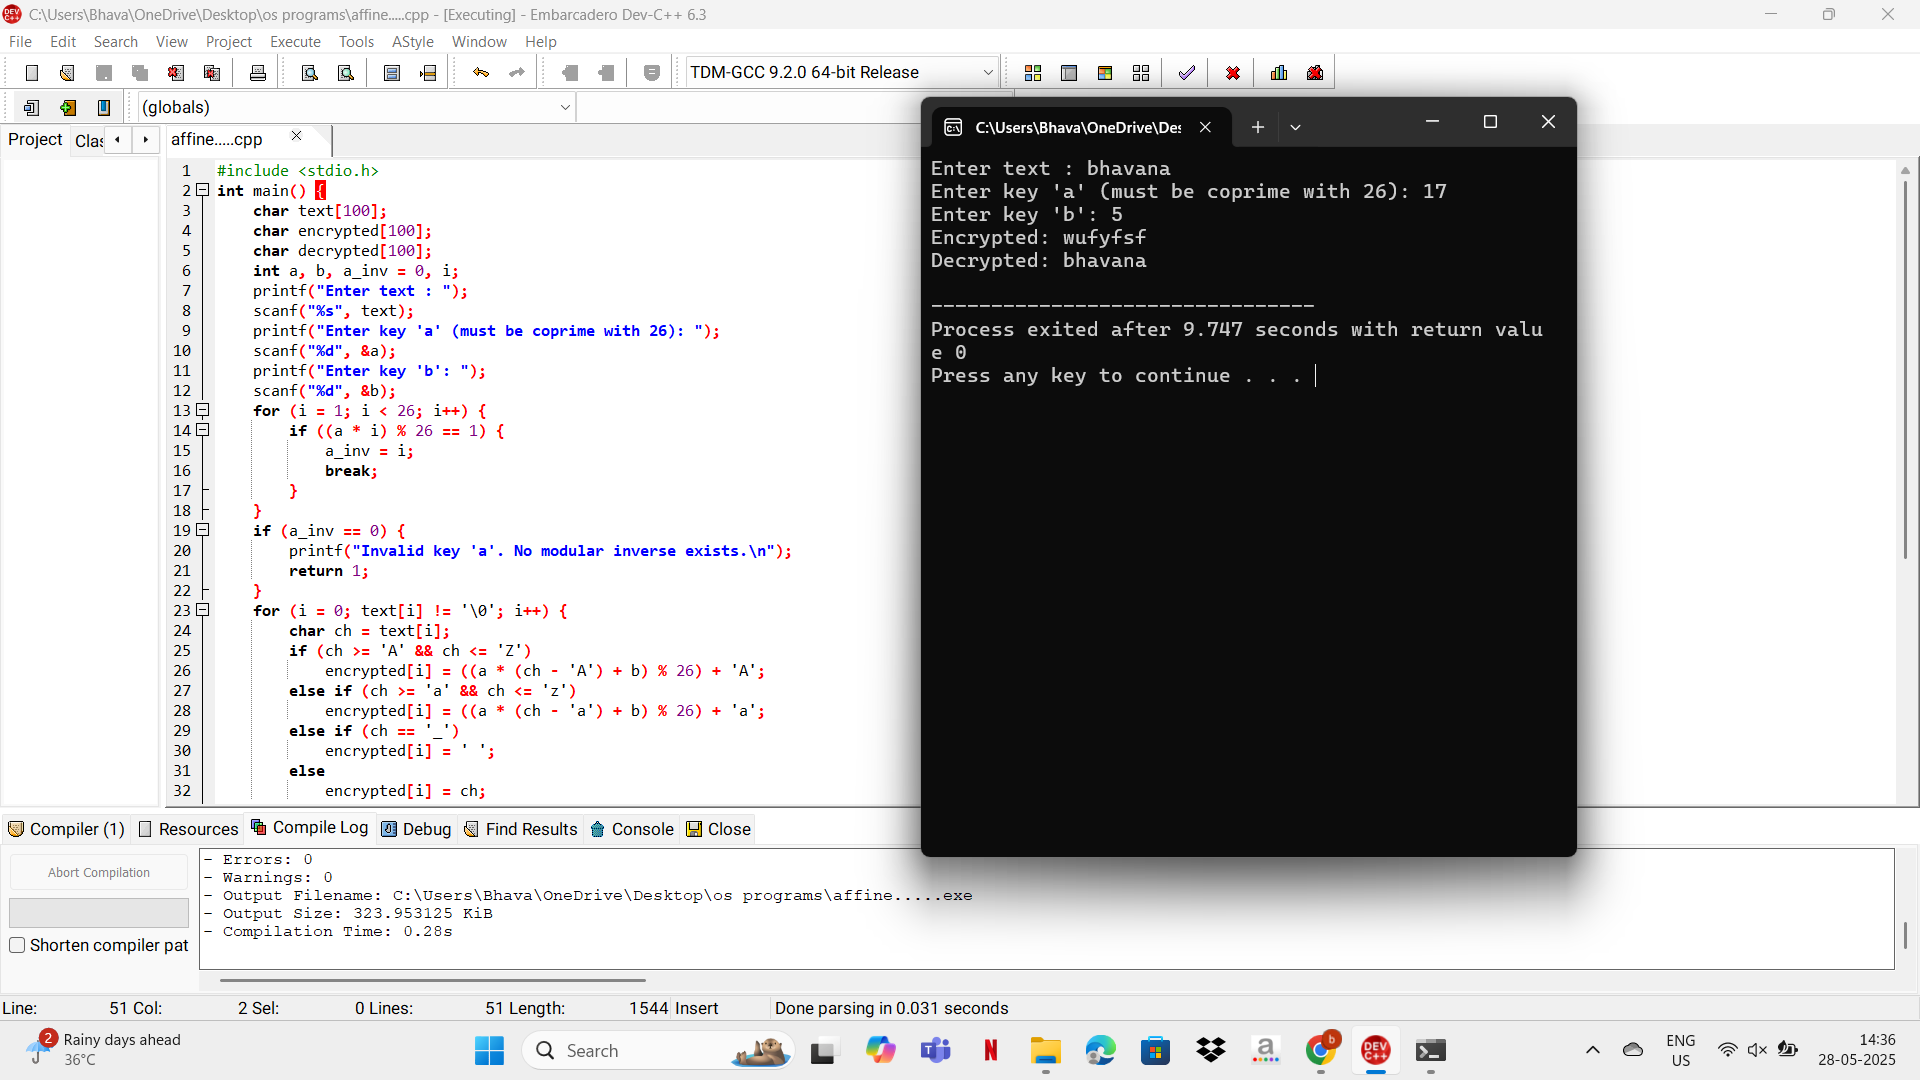 C:\Users\Bhava\OneDrive\Desktop\os programs\affine.....cpp - [Executing] - Embarcadero Dev-C++ 6.3
File Edit Search View Project Execute Tools AStyle Window Help
TDM-GCC 9.2.0 64-bit Release
(globals)
Project Clas
affine.....cpp
1 #include <stdio.h>
2 int main() {
3 char text[100];
4 char encrypted[100];
5 char decrypted[100];
6 int a, b, a_inv = 0, i;
7 printf("Enter text : ");
8 scanf("%s", text);
9 printf("Enter key 'a' (must be coprime with 26): ");
10 scanf("%d", &a);
11 printf("Enter key 'b': ");
12 scanf("%d", &b);
13 for (i = 1; i < 26; i++) {
14 if ((a * i) % 26 == 1) {
15 a_inv = i;
16 break;
17 }
18 }
19 if (a_inv == 0) {
20 printf("Invalid key 'a'. No modular inverse exists.\n");
21 return 1;
22 }
23 for (i = 0; text[i] != '\0'; i++) {
24 char ch = text[i];
25 if (ch >= 'A' && ch <= 'Z')
26 encrypted[i] = ((a * (ch - 'A') + b) % 26) + 'A';
27 else if (ch >= 'a' && ch <= 'z')
28 encrypted[i] = ((a * (ch - 'a') + b) % 26) + 'a';
29 else if (ch == '_')
30 encrypted[i] = ' ';
31 else
32 encrypted[i] = ch;
C:\Users\Bhava\OneDrive\Des
Enter text : bhavana
Enter key 'a' (must be coprime with 26): 17
Enter key 'b': 5
Encrypted: wufyfsf
Decrypted: bhavana
--------------------------------
Process exited after 9.747 seconds with return valu
e 0
Press any key to continue . . .
Compiler (1) Resources Compile Log Debug Find Results Console Close
Abort Compilation
Shorten compiler pat
- Errors: 0
- Warnings: 0
- Output Filename: C:\Users\Bhava\OneDrive\Desktop\os programs\affine.....exe
- Output Size: 323.953125 KiB
- Compilation Time: 0.28s
Line: 51 Col: 2 Sel: 0 Lines: 51 Length: 1544 Insert Done parsing in 0.031 seconds
2
Rainy days ahead
36°C
Search
N
a
b
DEV
C++
ENG
US
14:36
28-05-2025